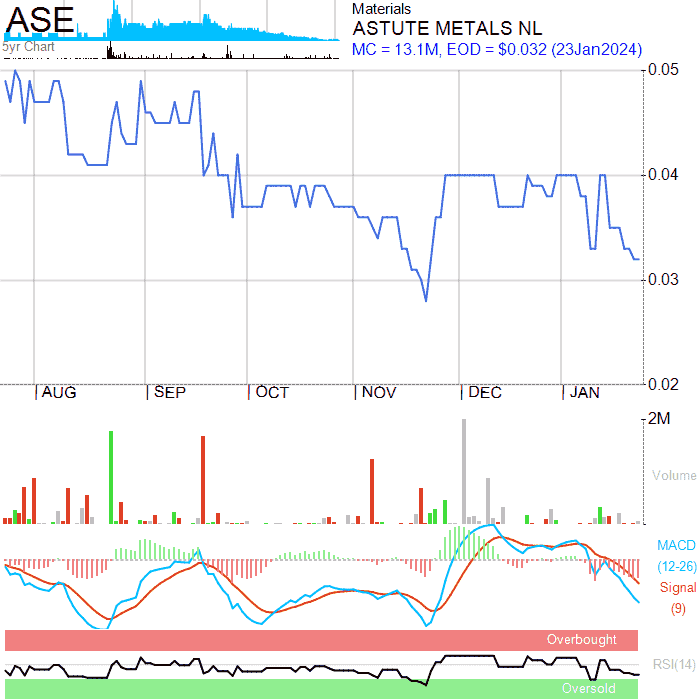 ASE
5yr Chart
Materials
ASTUTE METALS NL
MC = 13.1M, EOD = $0.032 (23Jan2024)
0.05
0.04
0.03
0.02
AUG SEP OCT NOV DEC JAN
2M
Volume
MACD
(12-26)
Signal
(9)
Overbought
RSI(14)
Oversold